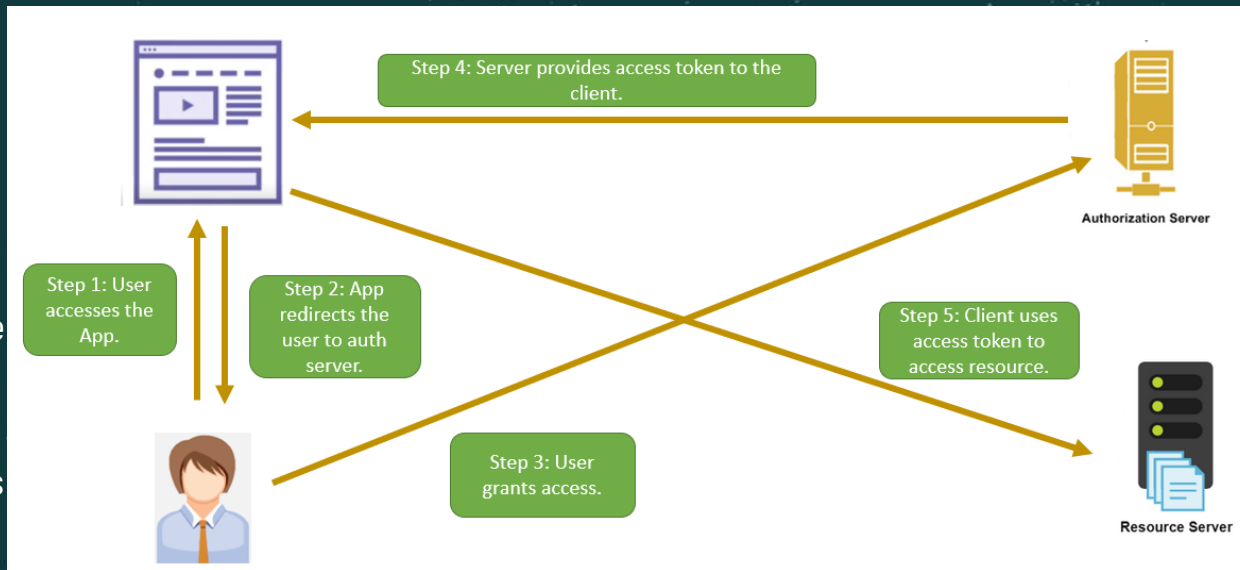 Step 4: Server provides access token to the
client.
Authorization Server
Step 1: User
accesses the
App.
Step 2: App
redirects the
user to auth
server.
Step 5: Client uses
access token to
access resource.
Step 3: User
grants access.
Resource Server